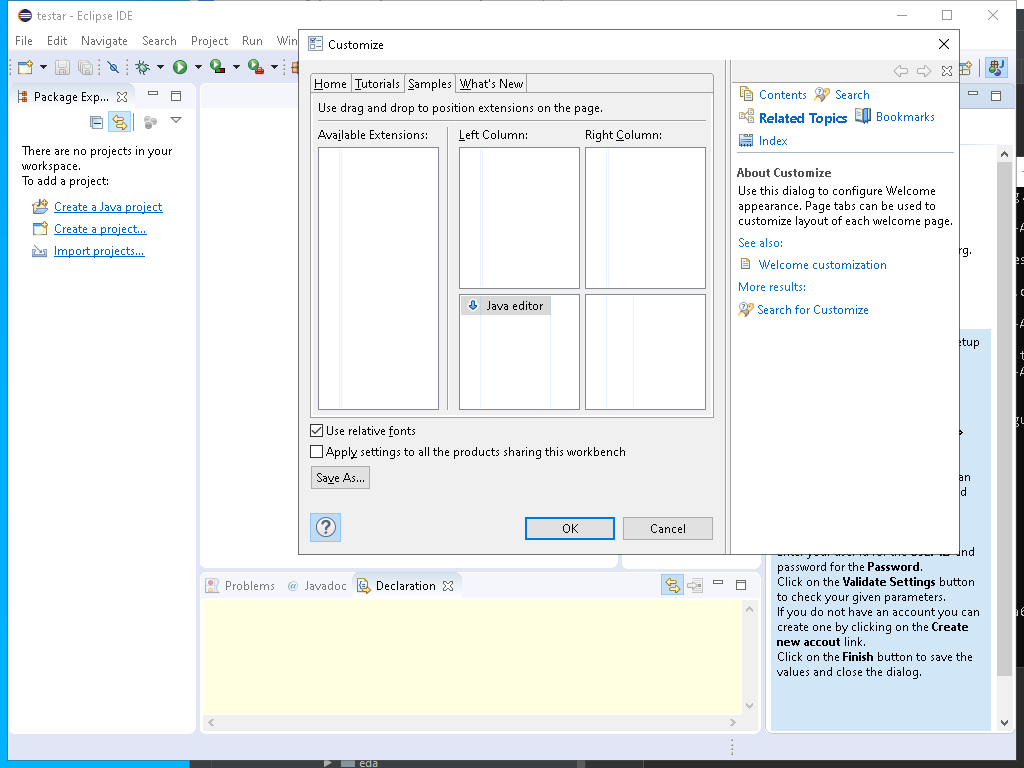 testar - Eclipse IDE
File Edit Navigate Search Project Run Win
Package Exp...
There are no projects in your
workspace.
To add a project:
Create a Java project
Create a project...
Import projects...
Customize
Home Tutorials Samples What's New
Use drag and drop to position extensions on the page.
Available Extensions: Left Column: Right Column:
Java editor
Use relative fonts
Apply settings to all the products sharing this workbench
Save As...
OK Cancel
Contents Search
Related Topics Bookmarks
Index
About Customize
Use this dialog to configure Welcome
appearance. Page tabs can be used to
customize layout of each welcome page.
See also:
Welcome customization
More results:
Search for Customize
rg.
etup
an
d
password for the Password.
Click on the Validate Settings button
to check your given parameters.
If you do not have an account you can
create one by clicking on the Create
new accout link.
Click on the Finish button to save the
values and close the dialog.
Problems @ Javadoc Declaration
eda